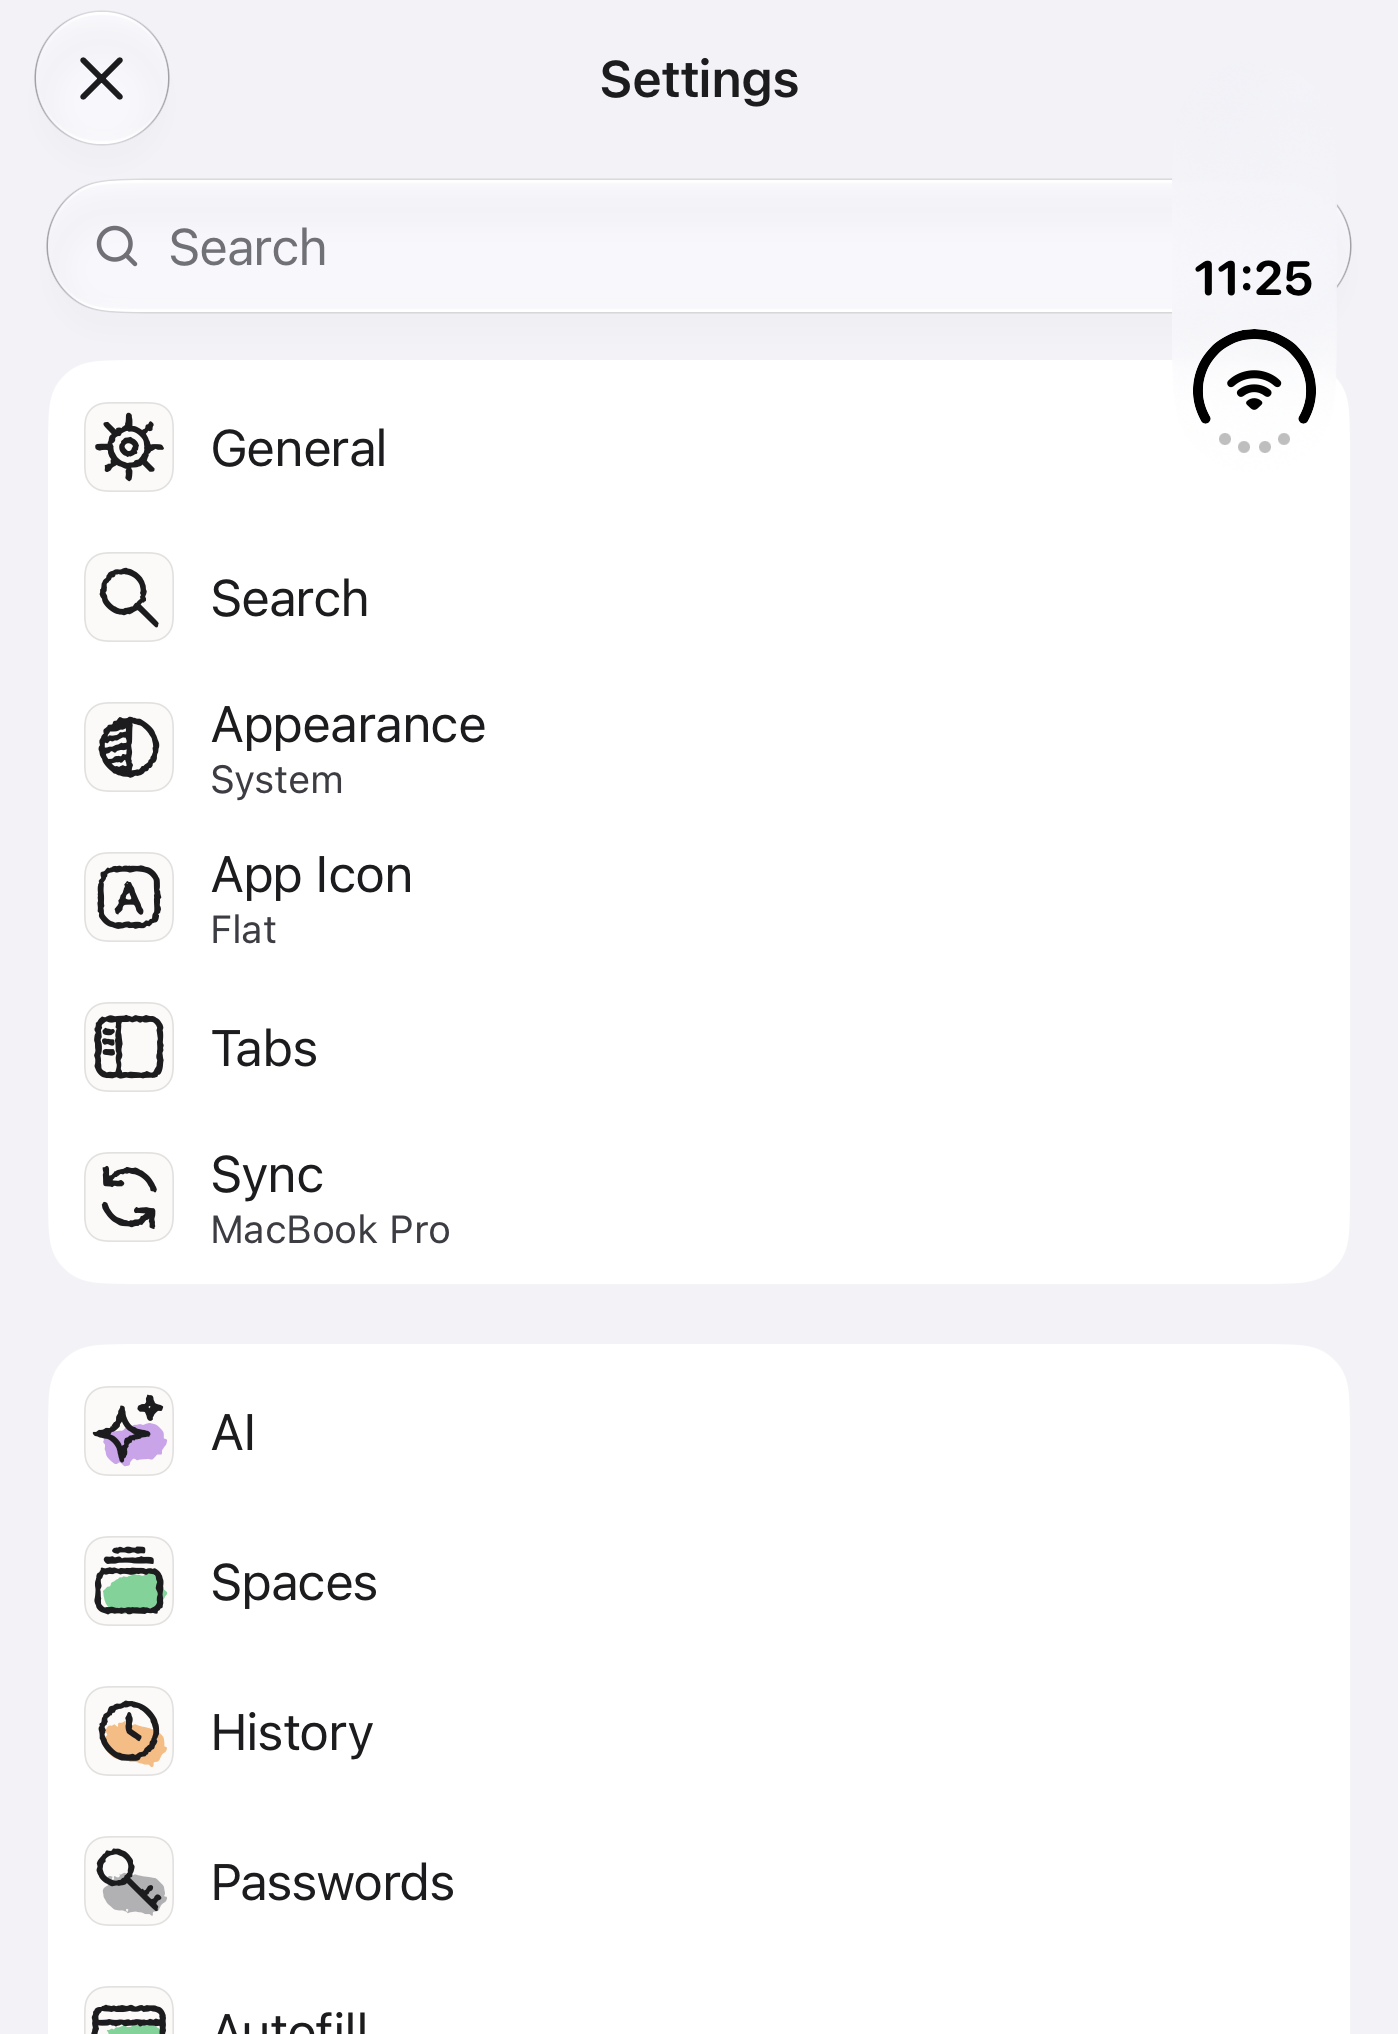 Settings
Search
11:25
General
Search
Appearance
System
App Icon
Flat
Tabs
Sync
MacBook Pro
AI
Spaces
History
Passwords
Autofill